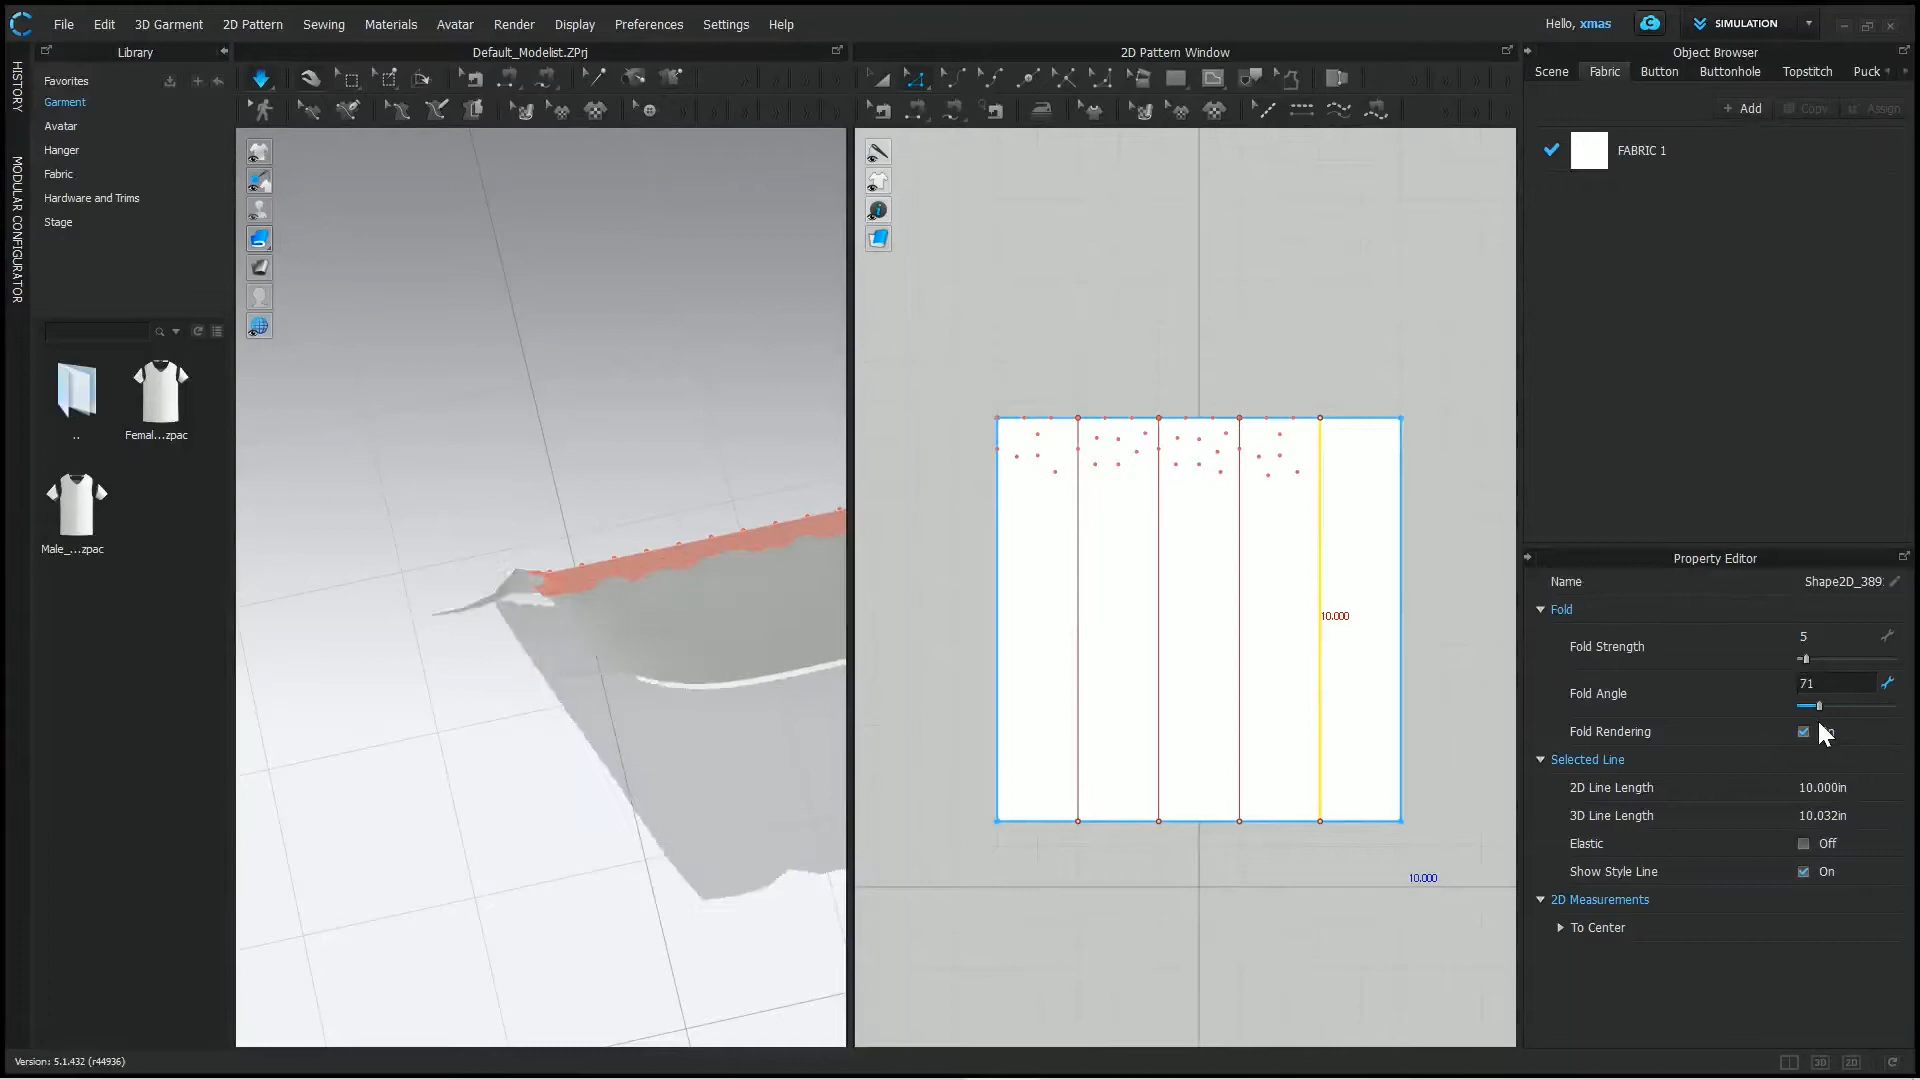 File Edit 3D Garment 2D Pattern Sewing Materials Avatar Render Display Preferences Settings Help
Hello, xmas
SIMULATION
Library
Default_Modelist.ZPrj
2D Pattern Window
Object Browser
HISTORY
MODULAR CONFIGURATOR
Favorites
Garment
Avatar
Hanger
Fabric
Hardware and Trims
Stage
..
Femal...zpac
Male_...zpac
Scene Fabric Button Buttonhole Topstitch Puck
+ Add Copy Assign
FABRIC 1
10.000
10.000
Property Editor
Name Shape2D_389
Fold
Fold Strength 5
Fold Angle 71
Fold Rendering
Selected Line
2D Line Length 10.000in
3D Line Length 10.032in
Elastic Off
Show Style Line On
2D Measurements
To Center
Version: 5.1.432 (r44936)
3D 2D